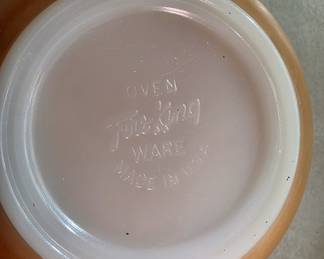 OVEN
Fire-King
WARE
MADE IN U.S.A.